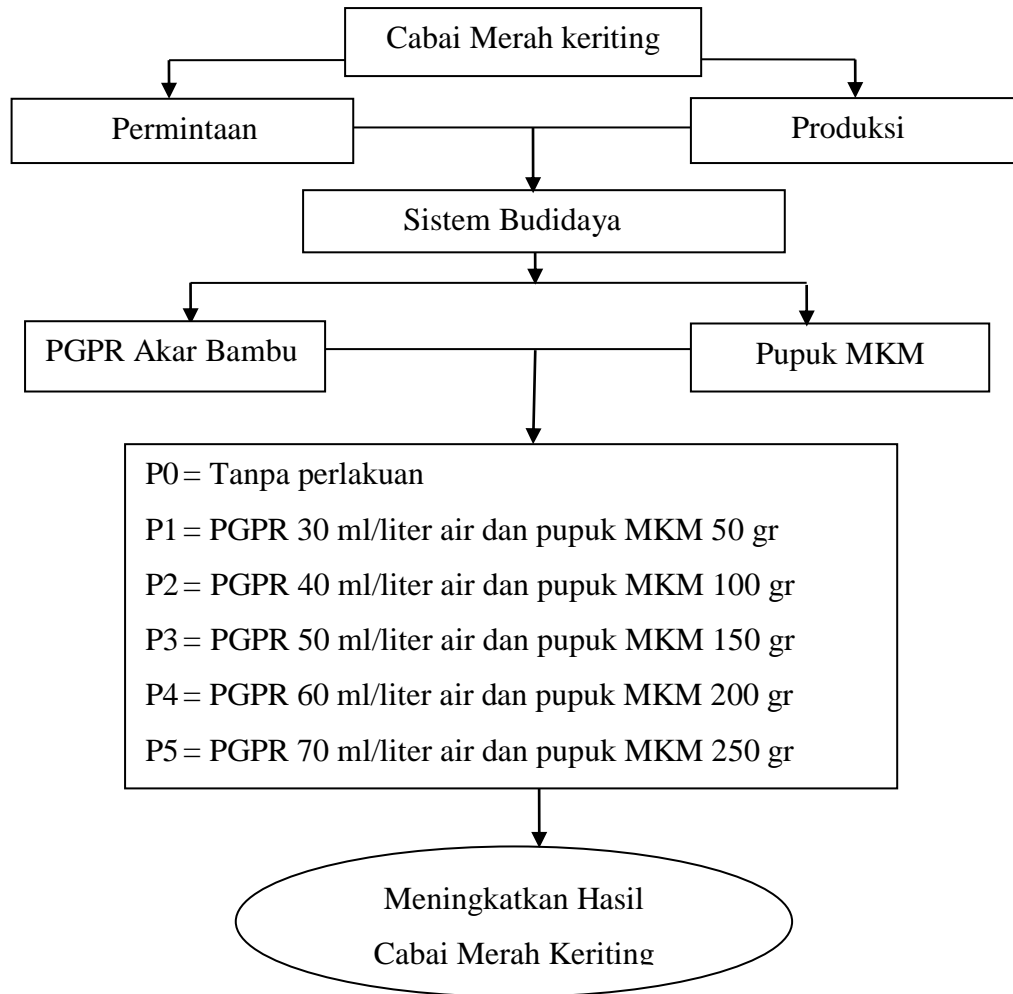 Cabai Merah keriting
Permintaan
Produksi
Sistem Budidaya
PGPR Akar Bambu
Pupuk MKM
P0 = Tanpa perlakuan
P1 = PGPR 30 ml/liter air dan pupuk MKM 50 gr
P2 = PGPR 40 ml/liter air dan pupuk MKM 100 gr
P3 = PGPR 50 ml/liter air dan pupuk MKM 150 gr
P4 = PGPR 60 ml/liter air dan pupuk MKM 200 gr
P5 = PGPR 70 ml/liter air dan pupuk MKM 250 gr
Meningkatkan Hasil
Cabai Merah Keriting